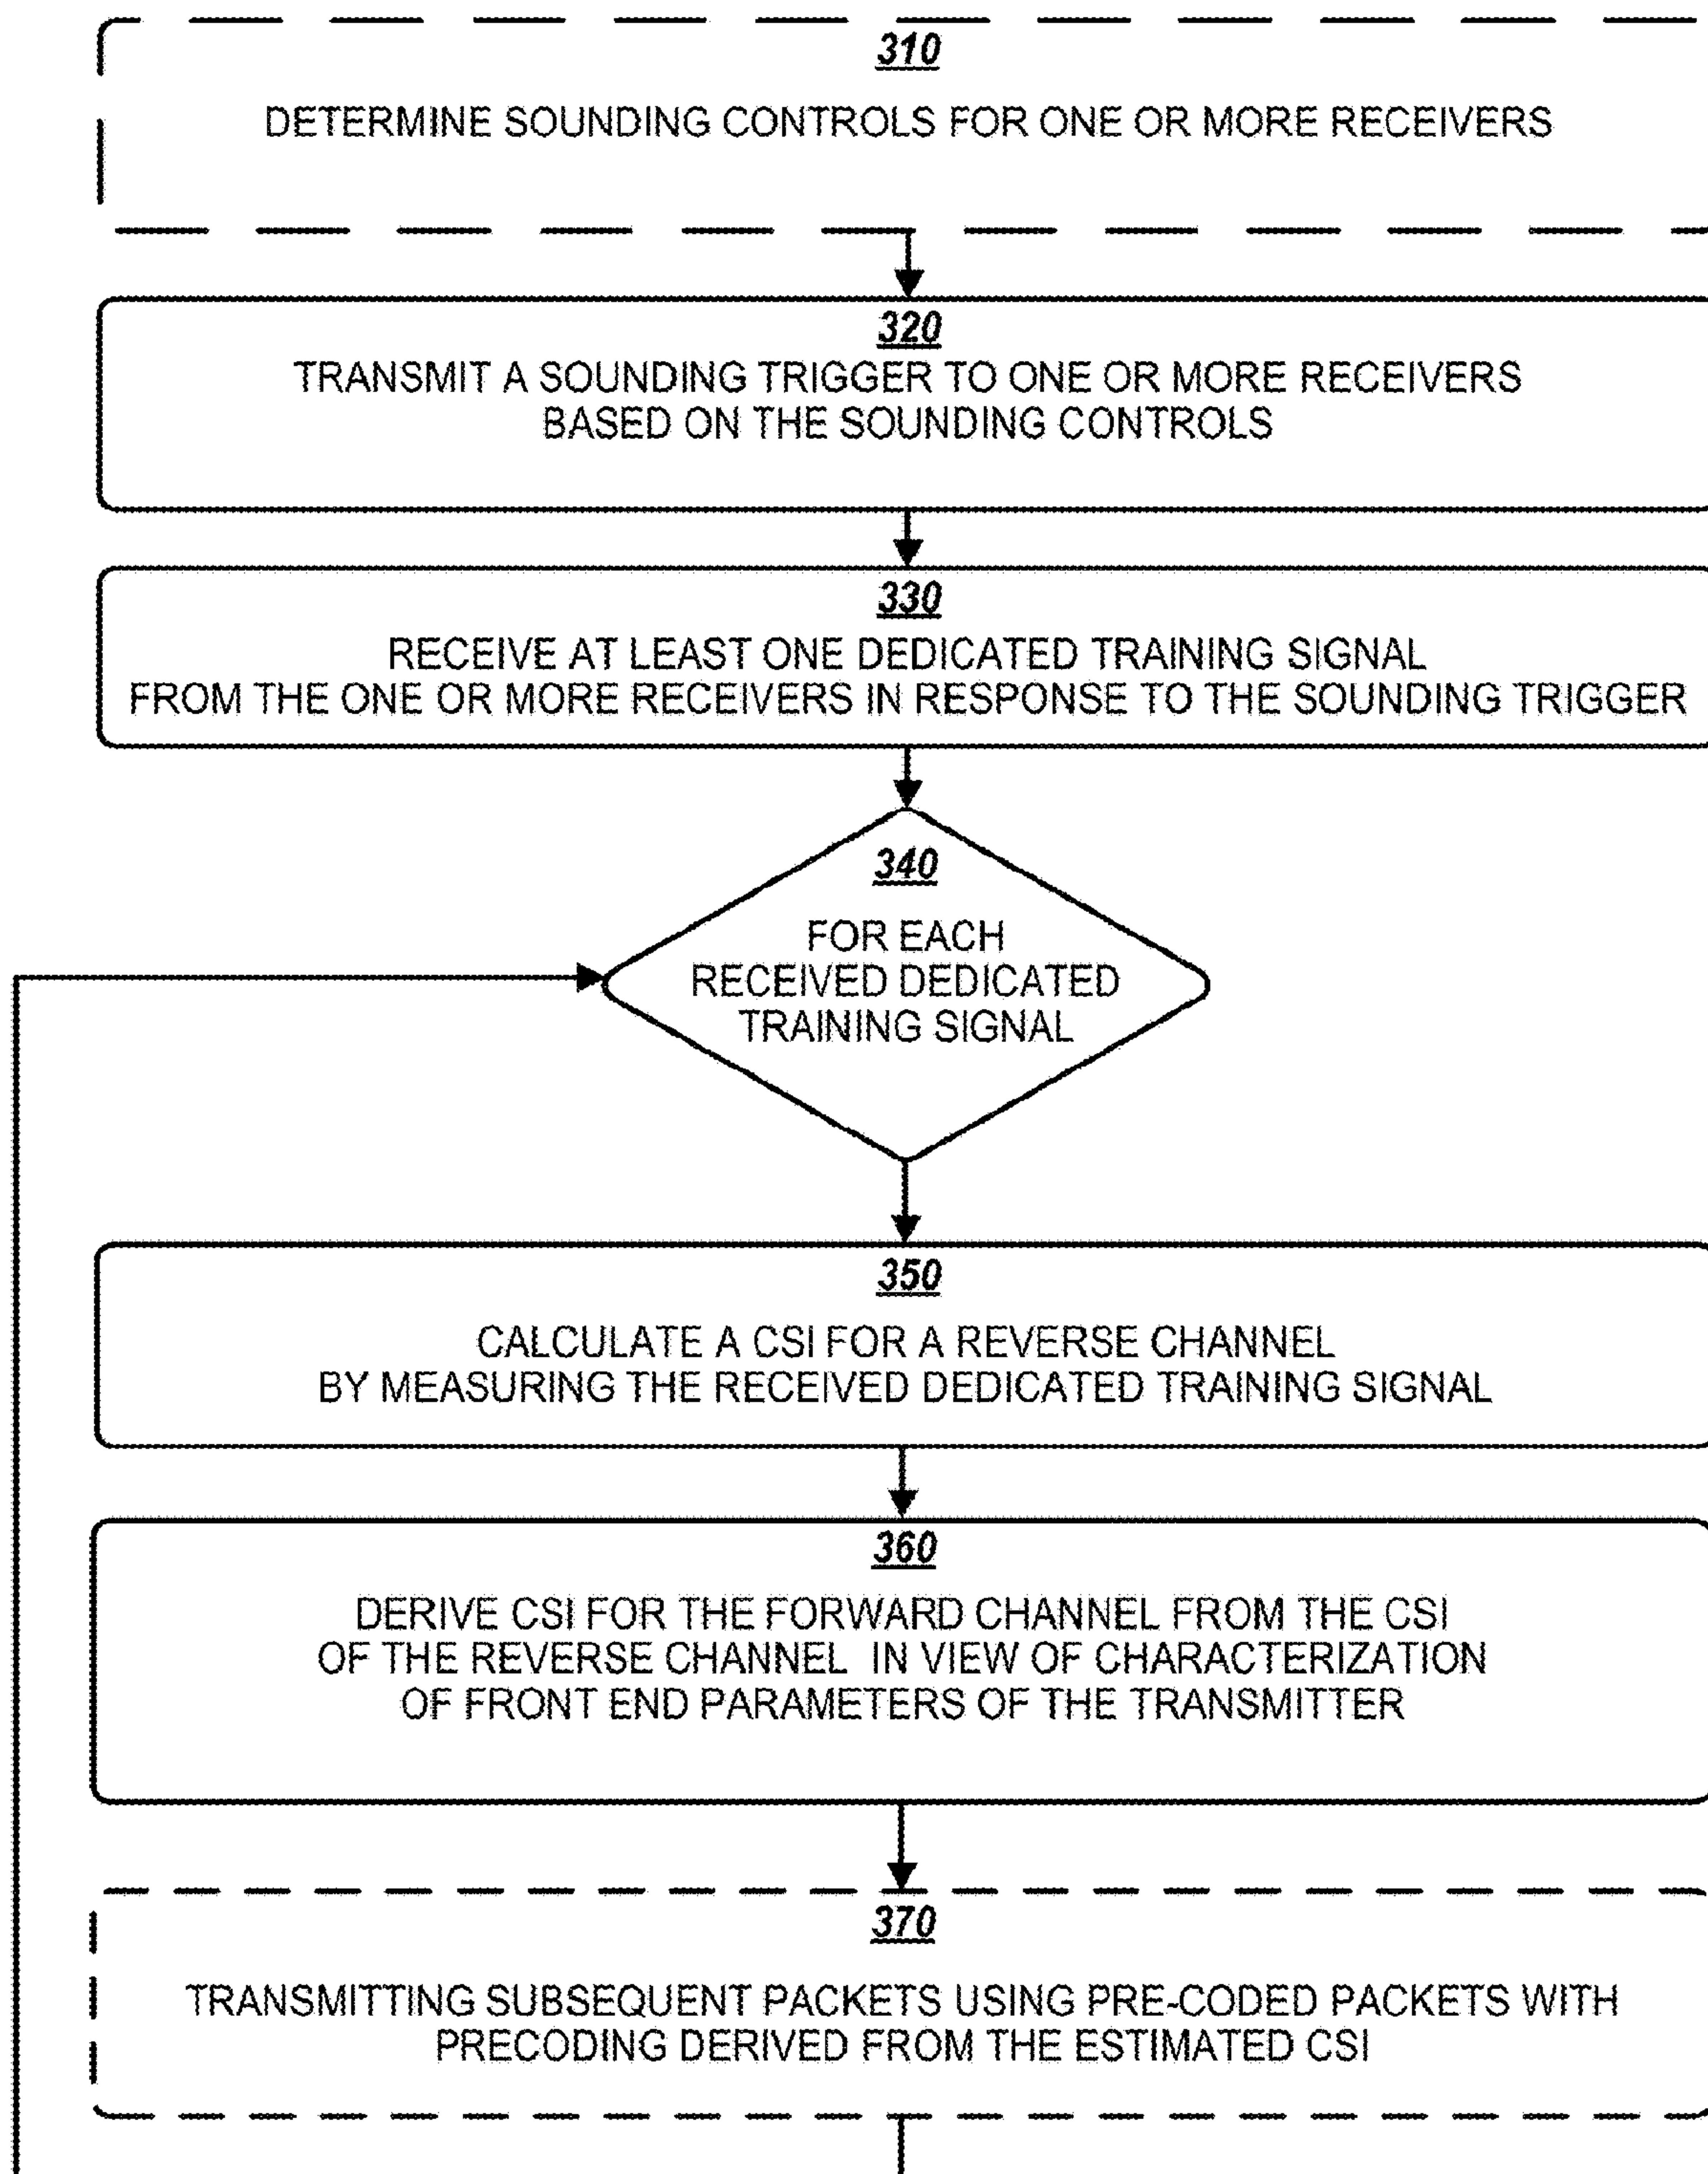 310
DETERMINE SOUNDING CONTROLS FOR ONE OR MORE RECEIVERS
320
TRANSMIT A SOUNDING TRIGGER TO ONE OR MORE RECEIVERS
BASED ON THE SOUNDING CONTROLS
330
RECEIVE AT LEAST ONE DEDICATED TRAINING SIGNAL
FROM THE ONE OR MORE RECEIVERS IN RESPONSE TO THE SOUNDING TRIGGER
340
FOR EACH
RECEIVED DEDICATED
TRAINING SIGNAL
350
CALCULATE A CSI FOR A REVERSE CHANNEL
BY MEASURING THE RECEIVED DEDICATED TRAINING SIGNAL
360
DERIVE CSI FOR THE FORWARD CHANNEL FROM THE CSI
OF THE REVERSE CHANNEL IN VIEW OF CHARACTERIZATION
OF FRONT END PARAMETERS OF THE TRANSMITTER
370
TRANSMITTING SUBSEQUENT PACKETS USING PRE-CODED PACKETS WITH
PRECODING DERIVED FROM THE ESTIMATED CSI